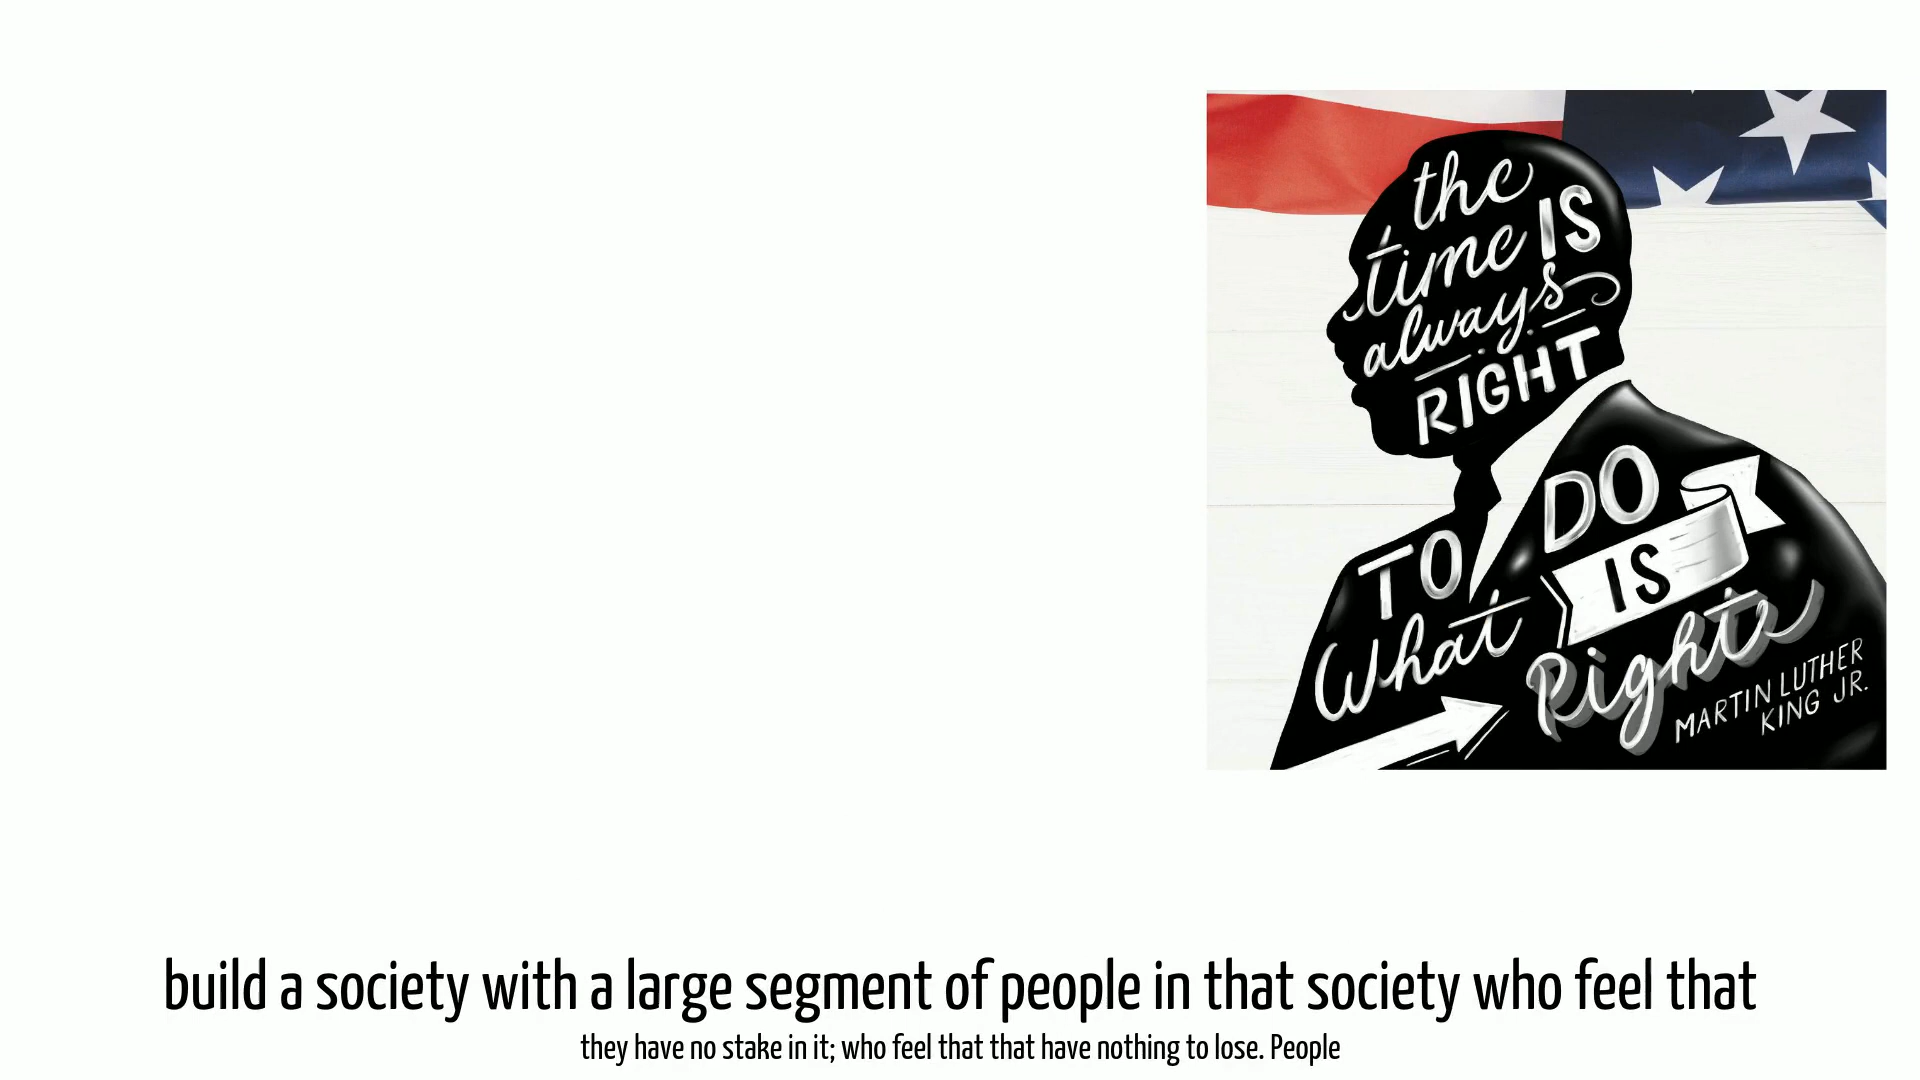 the
time IS
always
RIGHT
TO DO
What IS
Right
MARTIN LUTHER
KING JR.
build a society with a large segment of people in that society who feel that
they have no stake in it; who feel that that have nothing to lose. People